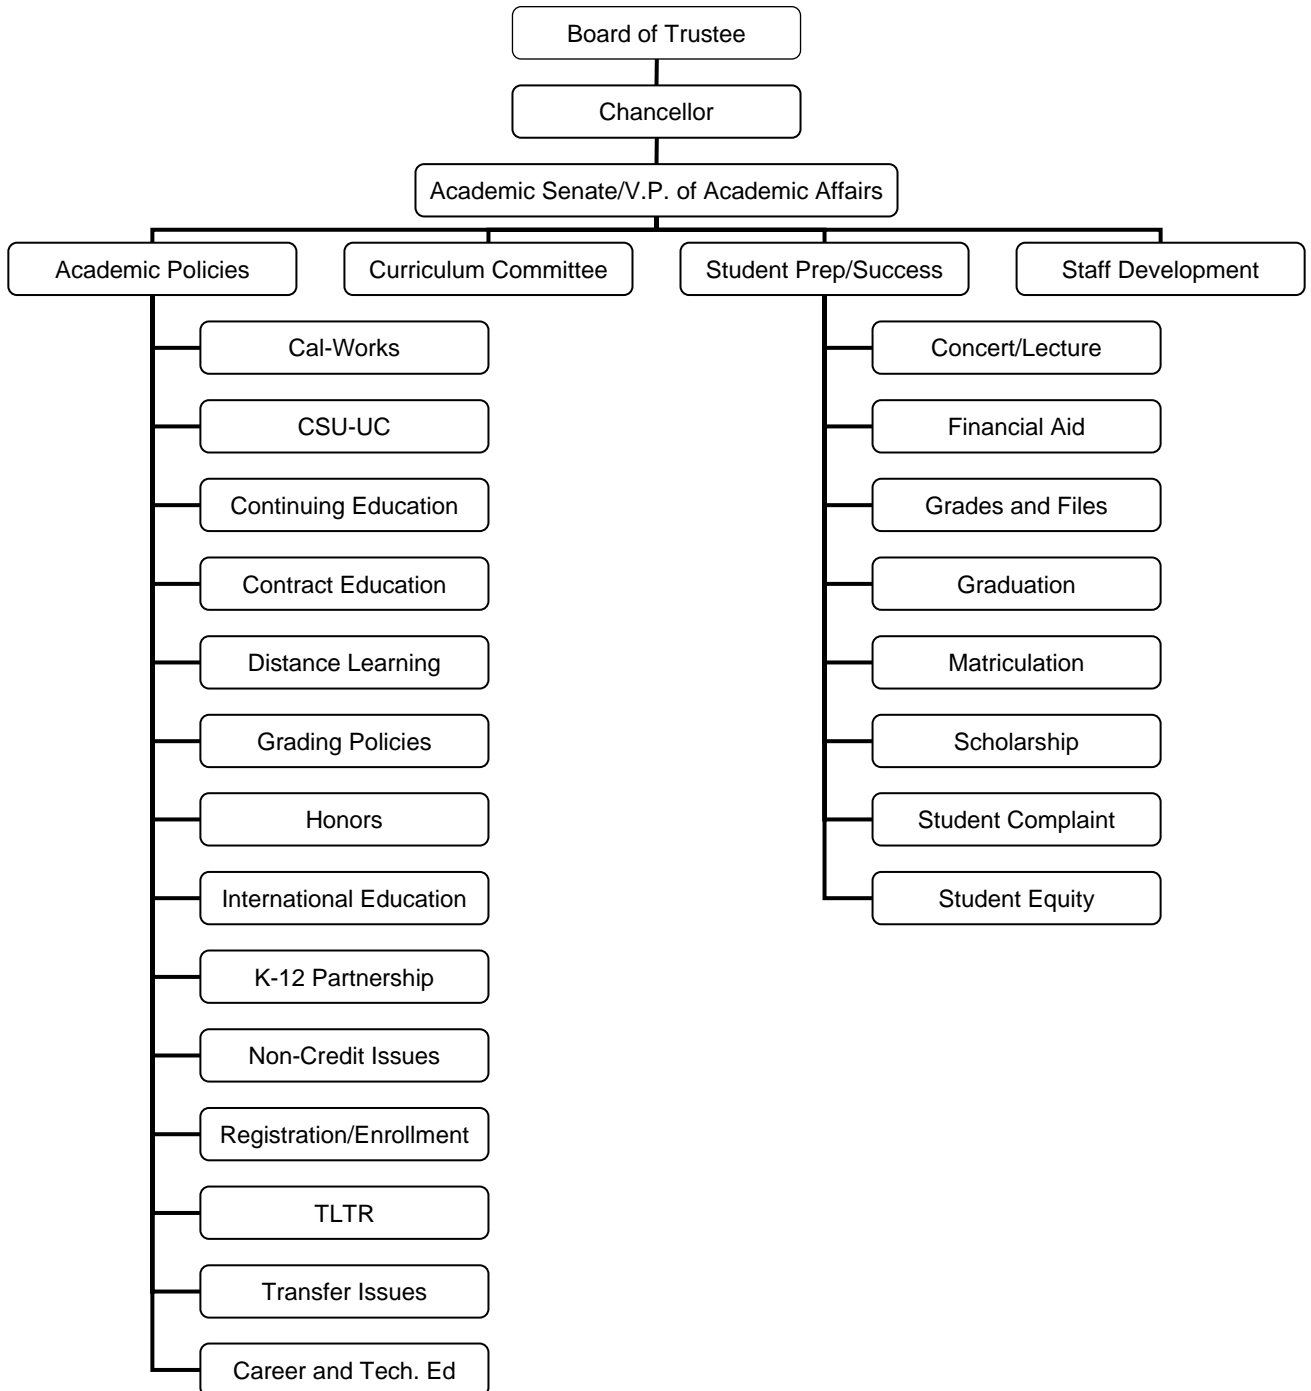 Board of Trustee
Chancellor
Academic Senate/V.P. of Academic Affairs
Academic Policies
Curriculum Committee
Student Prep/Success
Staff Development
Cal-Works
CSU-UC
Continuing Education
Contract Education
Distance Learning
Grading Policies
Honors
International Education
K-12 Partnership
Non-Credit Issues
Registration/Enrollment
TLTR
Transfer Issues
Career and Tech. Ed
Concert/Lecture
Financial Aid
Grades and Files
Graduation
Matriculation
Scholarship
Student Complaint
Student Equity